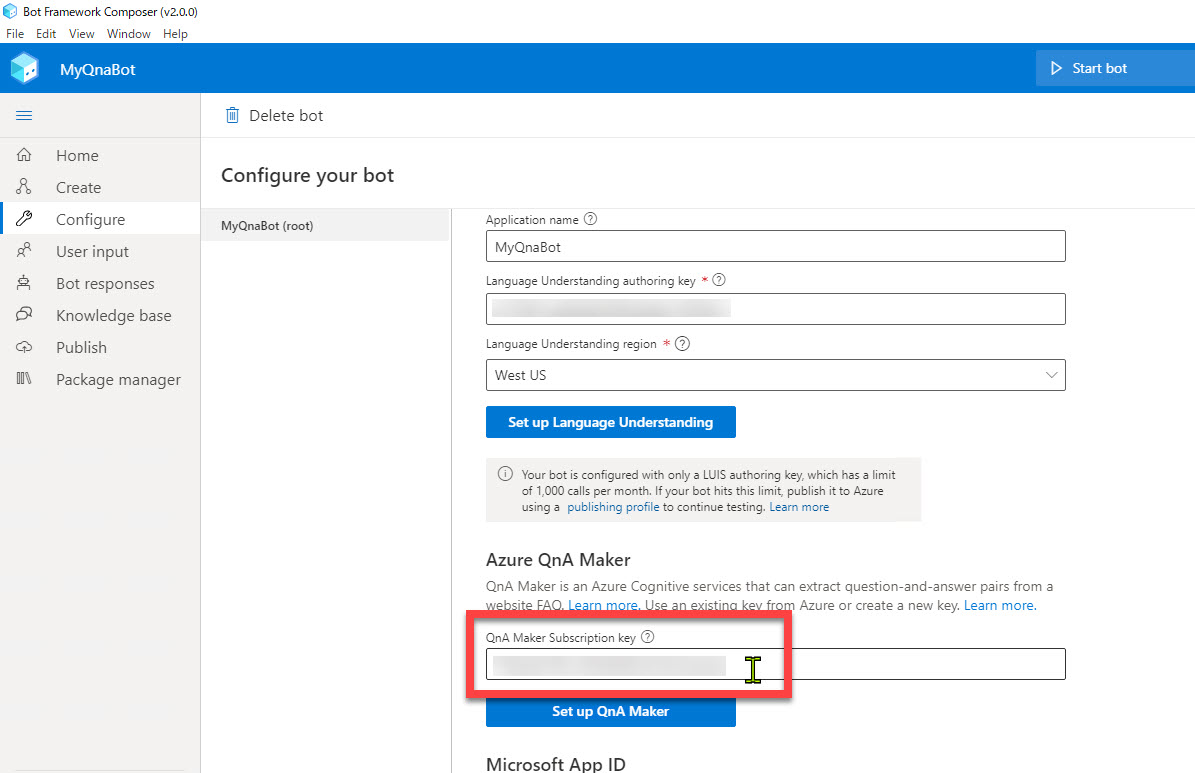 Bot Framework Composer (v2.0.0)
File Edit View Window Help
MyQnaBot
Start bot
Delete bot
Home
Create
Configure
User input
Bot responses
Knowledge base
Publish
Package manager
Configure your bot
MyQnaBot (root)
Application name
MyQnaBot
Language Understanding authoring key *
Language Understanding region *
West US
Set up Language Understanding
Your bot is configured with only a LUIS authoring key, which has a limit
of 1,000 calls per month. If your bot hits this limit, publish it to Azure
using a publishing profile to continue testing. Learn more
Azure QnA Maker
QnA Maker is an Azure Cognitive services that can extract question-and-answer pairs from a
website FAQ. Learn more. Use an existing key from Azure or create a new key. Learn more.
QnA Maker Subscription key
Set up QnA Maker
Microsoft App ID